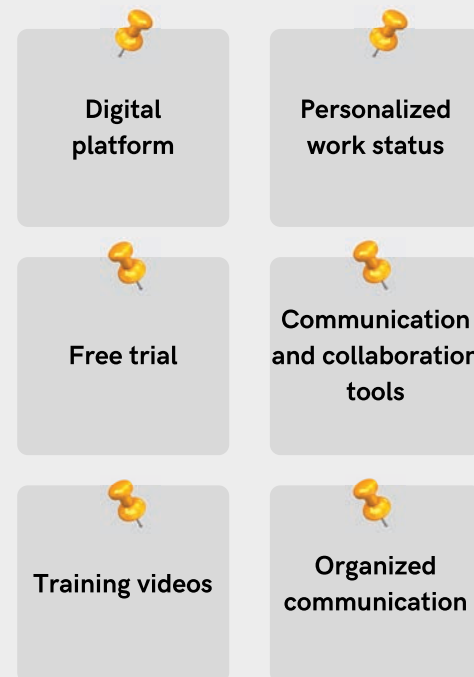 Digital
platform
Personalized
work status
Free trial
Communication
and collaboration
tools
Training videos
Organized
communication